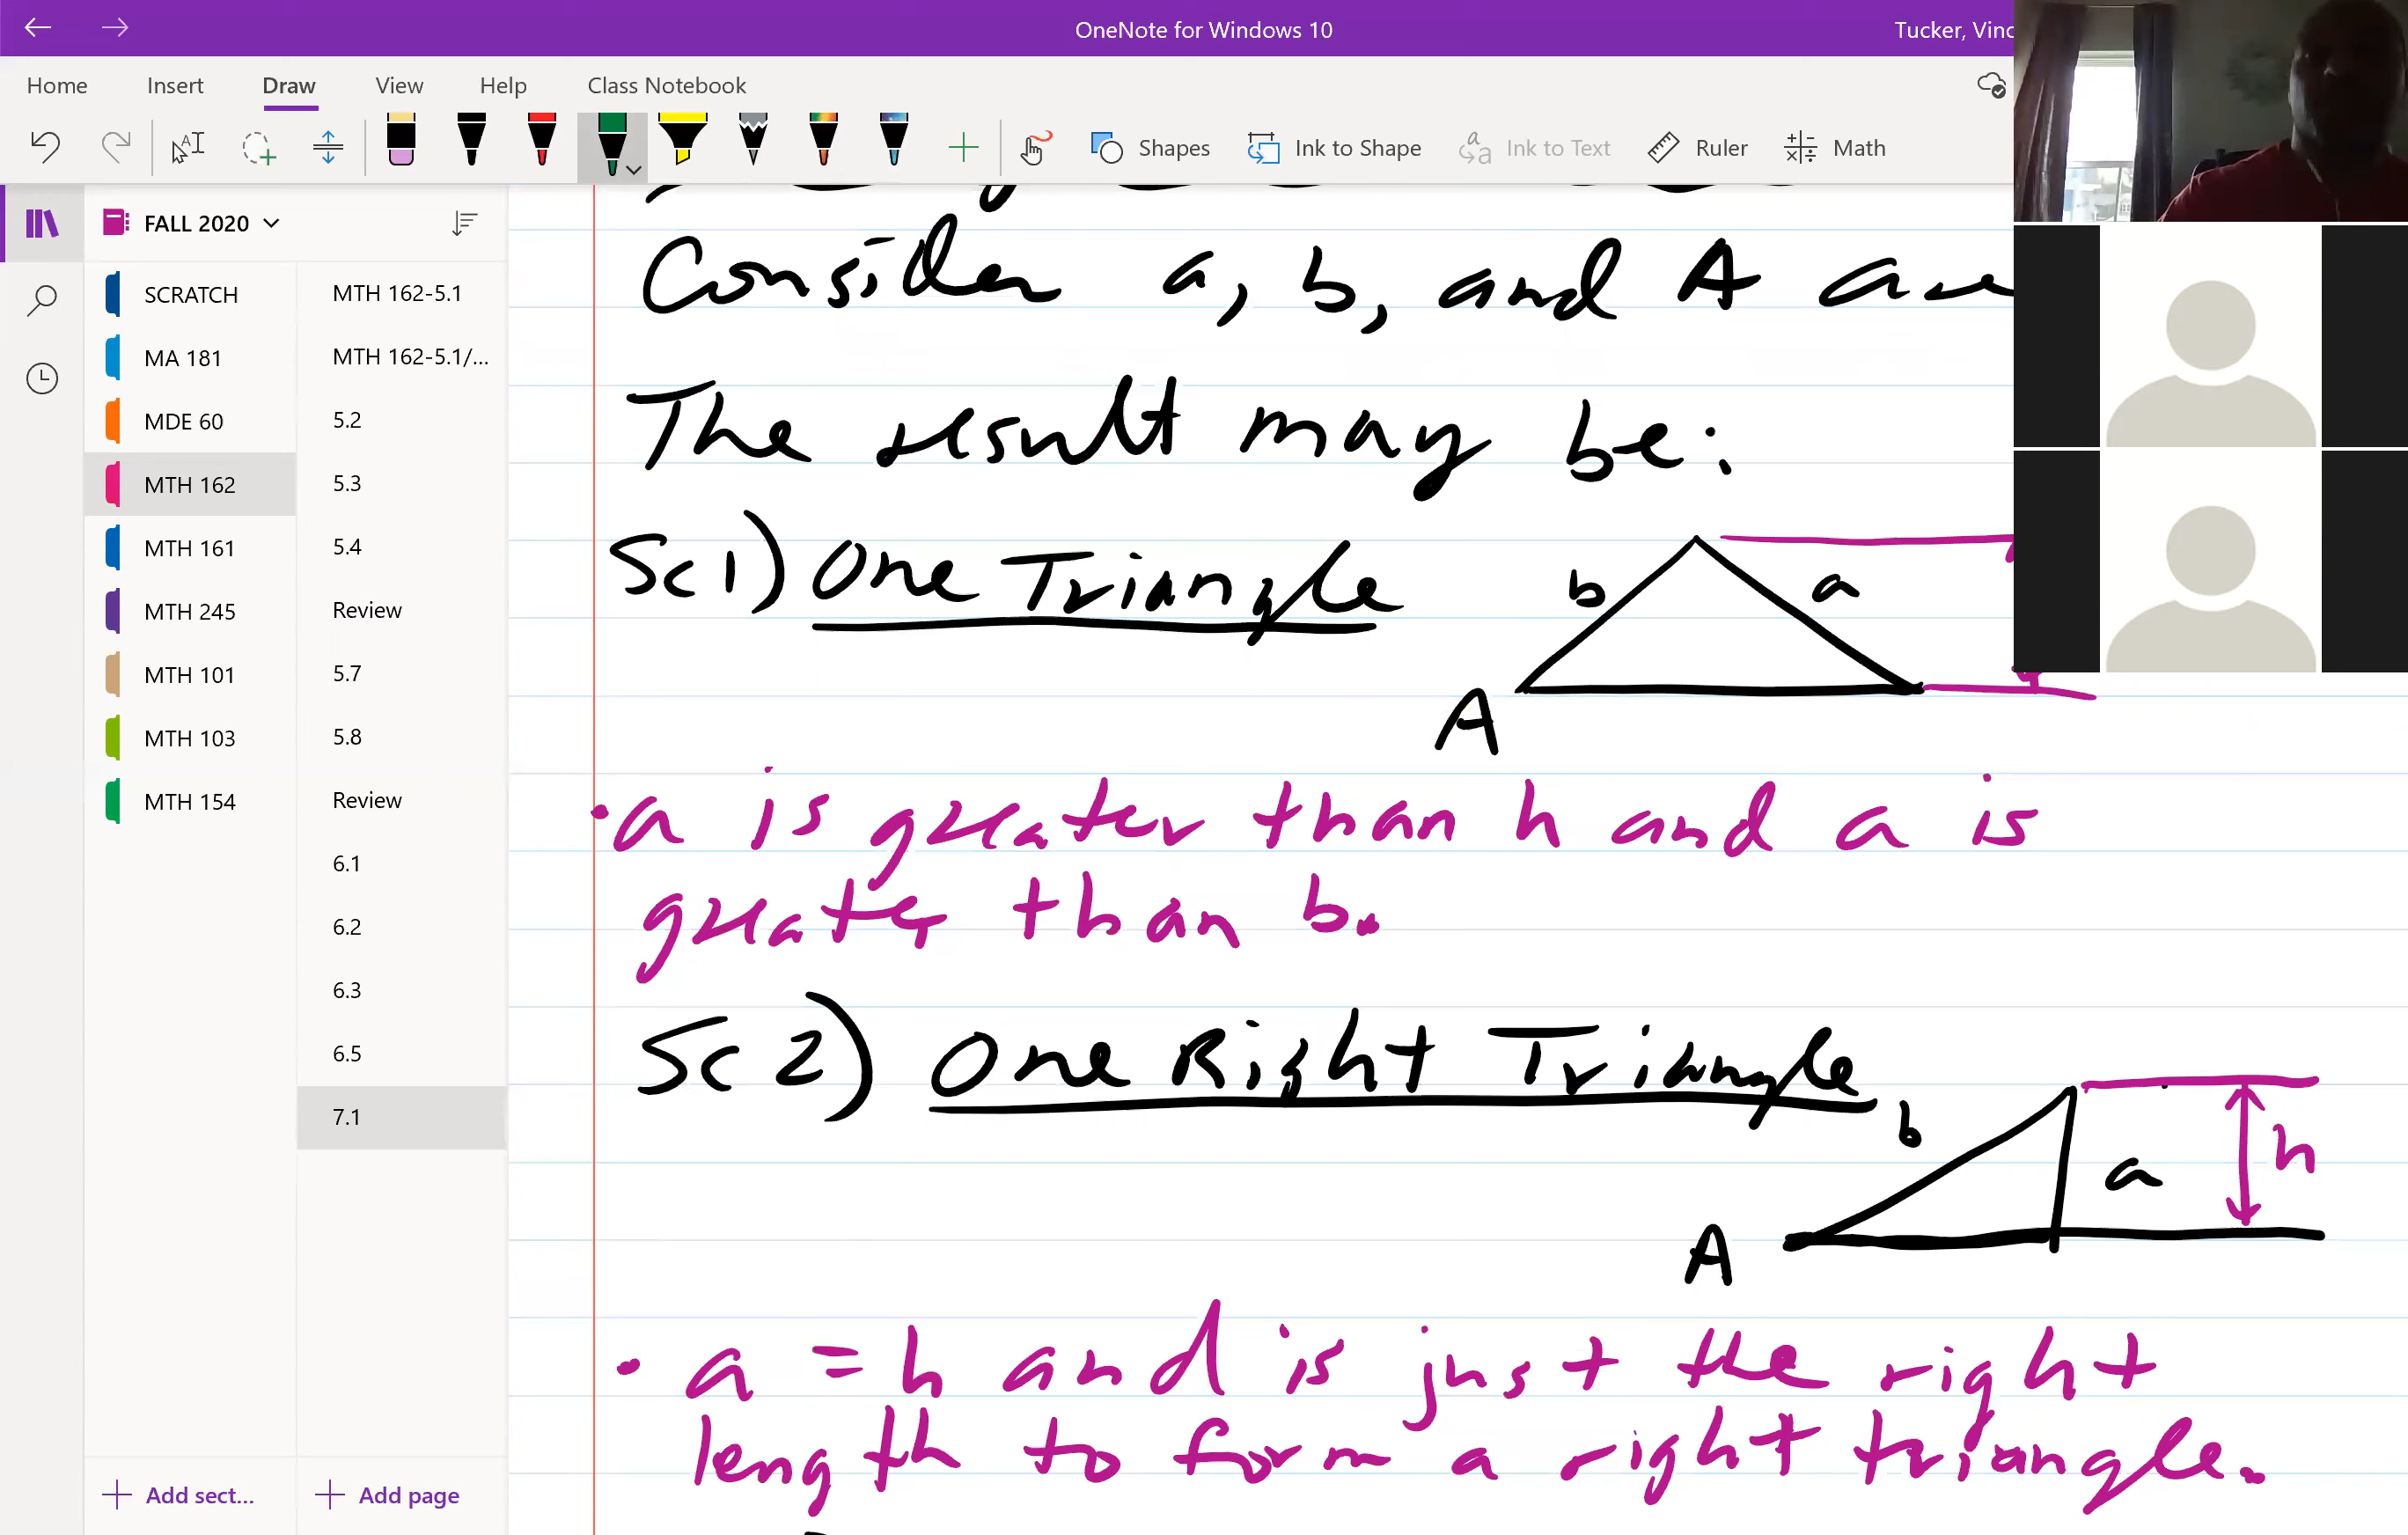 OneNote for Windows 10
Tucker, Vinc
Home Insert Draw View Help Class Notebook
Shapes Ink to Shape Ink to Text Ruler Math
FALL 2020
SCRATCH
MA 181
MDE 60
MTH 162
MTH 161
MTH 245
MTH 101
MTH 103
MTH 154
Add sect...
MTH 162-5.1
MTH 162-5.1/...
5.2
5.3
5.4
Review
5.7
5.8
Review
6.1
6.2
6.3
6.5
7.1
Add page
Consider a, b, and A are
The result may be:
Sc 1) One Triangle
b a
A
• a is greater than h and a is
greater than b.
Sc 2) One Right Triangle
b
a h
A
• a = h and is just the right
length to form a right triangle.